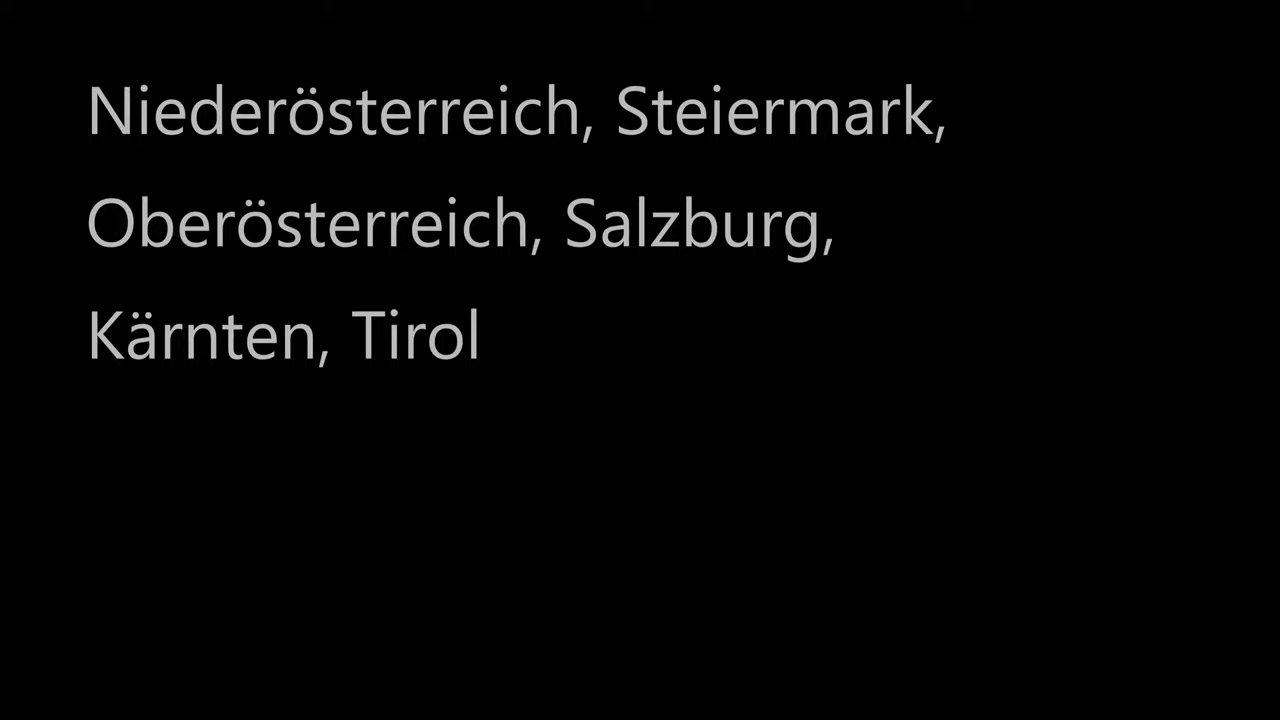 Niederösterreich, Steiermark,
Oberösterreich, Salzburg,
Kärnten, Tirol